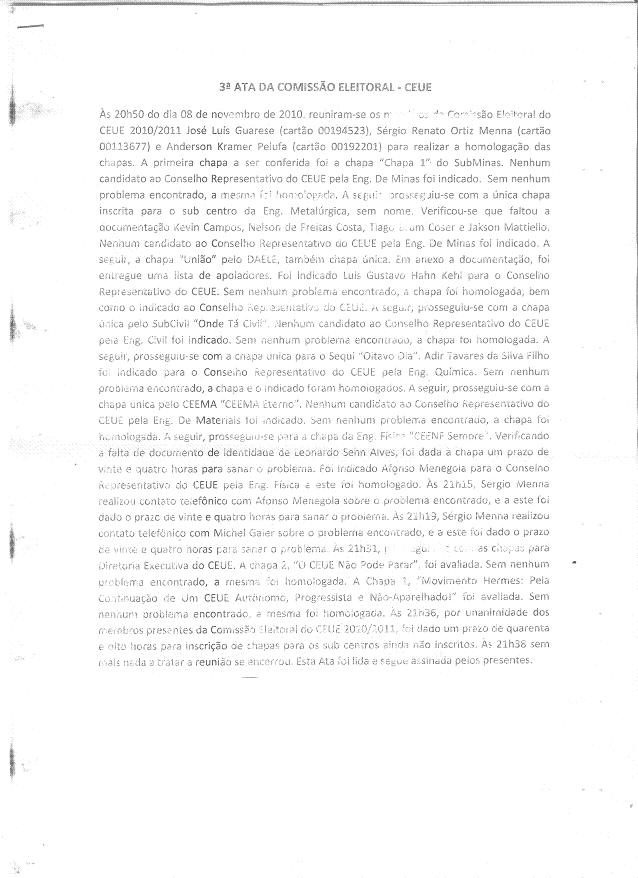 3ª ATA DA COMISSÃO ELEITORAL - CEUE
Às 20h50 do dia 08 de novembro de 2010, reuniram-se os da Comissão Eleitoral do
CEUE 2010/2011 José Luís Guarese (cartão 00194523), Sérgio Renato Ortiz Menna (cartão
00113677) e Anderson Kramer Pelufa (cartão 00192201) para realizar a homologação das
chapas. A primeira chapa a ser conferida foi a chapa "Chapa 1" do SubMinas. Nenhum
candidato ao Conselho Representativo do CEUE pela Eng. De Minas foi indicado. Sem nenhum
problema encontrado, a mesma foi homologada. A seguir, prosseguiu-se com a única chapa
inscrita para o sub centro da Eng. Metalúrgica, sem nome. Verificou-se que faltou a
documentação Kevin Campos, Nelson de Freitas Costa, Tiago Coser e Jakson Mattiello.
Nenhum candidato ao Conselho Representativo do CEUE pela Eng. De Minas foi indicado. A
seguir, a chapa "União" pelo DAELE, também chapa única. Em anexo a documentação, foi
entregue uma lista de apoiadores. Foi indicado Luis Gustavo Hahn Kehl para o Conselho
Representativo do CEUE. Sem nenhum problema encontrado, a chapa foi homologada, bem
como o indicado ao Conselho Representativo do CEUE. A seguir, prosseguiu-se com a chapa
única pelo SubCivil "Onde Tá Civil". Nenhum candidato ao Conselho Representativo do CEUE
pela Eng. Civil foi indicado. Sem nenhum problema encontrado, a chapa foi homologada. A
seguir, prosseguiu-se com a chapa única para o Sequi "Oitavo Dia". Adir Tavares da Silva Filho
foi indicado para o Conselho Representativo do CEUE pela Eng. Química. Sem nenhum
problema encontrado, a chapa e o indicado foram homologados. A seguir, prosseguiu-se com a
chapa única pelo CEEMA "CEEMA Eterno". Nenhum candidato ao Conselho Representativo do
CEUE pela Eng. De Materiais foi indicado. Sem nenhum problema encontrado, a chapa foi
homologada. A seguir, prosseguiu-se para a chapa da Eng. Física "CEENF Sempre". Verificando
a falta de documento de identidade de Leonardo Sehn Alves, foi dada à chapa um prazo de
vinte e quatro horas para sanar o problema. Foi indicado Afonso Menegola para o Conselho
Representativo do CEUE pela Eng. Física a este foi homologado. Às 21h15, Sérgio Menna
realizou contato telefônico com Afonso Menegola sobre o problema encontrado, e a este foi
dado o prazo de vinte e quatro horas para sanar o problema. Às 21h19, Sérgio Menna realizou
contato telefônico com Michel Gaier sobre o problema encontrado, e a este foi dado o prazo
de vinte e quatro horas para sanar o problema. Às 21h31, as chapas para
Diretoria Executiva do CEUE. A chapa 2, "O CEUE Não Pode Parar", foi avaliada. Sem nenhum
problema encontrado, a mesma foi homologada. A Chapa 1, "Movimento Hermes: Pela
Continuação de Um CEUE Autônomo, Progressista e Não-Aparelhado!" foi avaliada. Sem
nenhum problema encontrado, a mesma foi homologada. Às 21h36, por unanimidade dos
membros presentes da Comissão Eleitoral do CEUE 2010/2011, foi dado um prazo de quarenta
e oito horas para inscrição de chapas para os sub centros ainda não inscritos. Às 21h38 sem
mais nada a tratar a reunião se encerrou. Esta Ata foi lida e segue assinada pelos presentes.